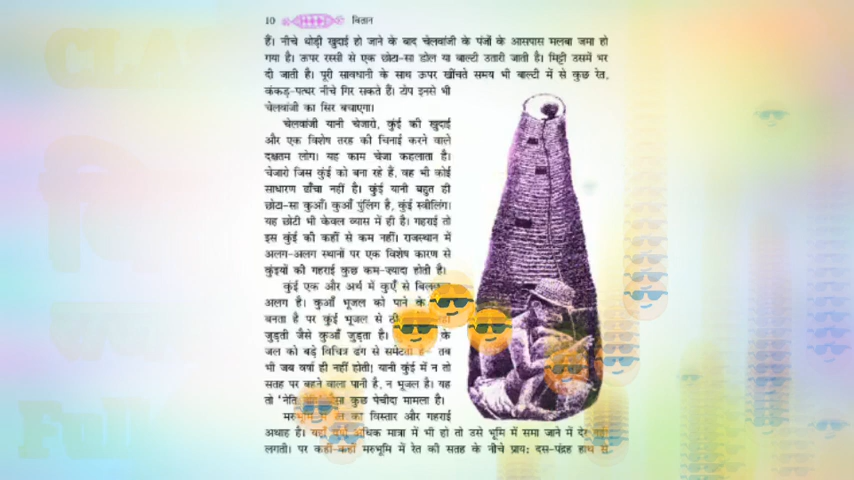 10 वितान
हैं। नीचे थोड़ी खुदाई हो जाने के बाद चेलवांजी के पंजों के आसपास मलबा जमा हो
गया है। ऊपर रस्सी से एक छोटा-सा डोल या बाल्टी उतारी जाती है। मिट्टी उसमें भर
दी जाती है। पूरी सावधानी के साथ ऊपर खींचते समय भी बाल्टी में से कुछ रेत,
कंकड़-पत्थर नीचे गिर सकते हैं। टोप इनसे भी
चेलवांजी का सिर बचाएगा।
चेलवांजी यानी चेजारो, कुंई की खुदाई
और एक विशेष तरह की चिनाई करने वाले
दक्षतम लोग। यह काम चेजा कहलाता है।
चेजारो जिस कुंई को बना रहे हैं, वह भी कोई
साधारण ढाँचा नहीं है। कुंई यानी बहुत ही
छोटा-सा कुआँ। कुआँ पुंलिंग है, कुंई स्त्रीलिंग।
यह छोटी भी केवल व्यास में ही है। गहराई तो
इस कुंई की कहीं से कम नहीं। राजस्थान में
अलग-अलग स्थानों पर एक विशेष कारण से
कुंइयों की गहराई कुछ कम-ज्यादा होती है।
कुंई एक और अर्थ में कुएँ से
अलग है। कुआँ भूजल को पाने के
बनता है पर कुंई भूजल से
जुड़ती जैसे कुआँ जुड़ता है। के
जल को बड़े विचित्र ढंग से समेटती है– तब
भी जब वर्षा ही नहीं होती! यानी कुंई में न तो
सतह पर बहने वाला पानी है, न भूजल है। यह
तो 'नेति कुछ पेचीदा मामला है।
का विस्तार और गहराई
अथाह है। अधिक मात्रा में भी हो तो उसे भूमि में समा जाने में देर
लगती। पर कहीं-कहीं मरुभूमि में रेत की सतह के नीचे प्राय: दस-पंद्रह हाथ से